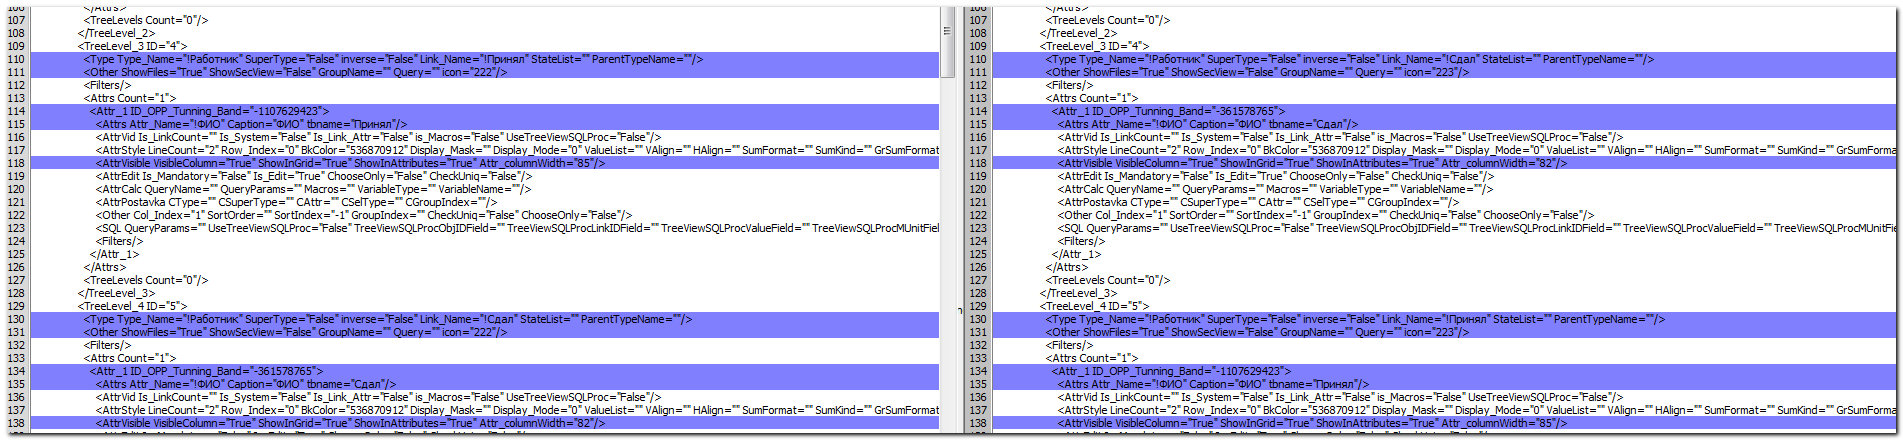 106 </Attrs>
107 <TreeLevels Count="0"/>
108 </TreeLevel_2>
109 <TreeLevel_3 ID="4">
110 <Type Type_Name="!Работник" SuperType="False" inverse="False" Link_Name="!Принял" StateList="" ParentTypeName=""/>
111 <Other ShowFiles="True" ShowSecView="False" GroupName="" Query="" icon="222"/>
112 <Filters/>
113 <Attrs Count="1">
114 <Attr_1 ID_OPP_Tunning_Band="-1107629423">
115 <Attrs Attr_Name="!ФИО" Caption="ФИО" tbname="Принял"/>
116 <AttrVid Is_LinkCount="" Is_System="False" Is_Link_Attr="False" is_Macros="False" UseTreeViewSQLProc="False"/>
117 <AttrStyle LineCount="2" Row_Index="0" BkColor="536870912" Display_Mask="" Display_Mode="0" ValueList="" VAlign="" HAlign="" SumFormat="" SumKind="" GrSumFormat
118 <AttrVisible VisibleColumn="True" ShowInGrid="True" ShowInAttributes="True" Attr_columnWidth="85"/>
119 <AttrEdit Is_Mandatory="False" Is_Edit="True" ChooseOnly="False" CheckUniq="False"/>
120 <AttrCalc QueryName="" QueryParams="" Macros="" VariableType="" VariableName=""/>
121 <AttrPostavka CType="" CSuperType="" CAttr="" CSelType="" CGroupIndex=""/>
122 <Other Col_Index="1" SortOrder="" SortIndex="-1" GroupIndex="" CheckUniq="False" ChooseOnly="False"/>
123 <SQL QueryParams="" UseTreeViewSQLProc="False" TreeViewSQLProcObjIDField="" TreeViewSQLProcLinkIDField="" TreeViewSQLProcValueField="" TreeViewSQLProcMUnitFiel
124 <Filters/>
125 </Attr_1>
126 </Attrs>
127 <TreeLevels Count="0"/>
128 </TreeLevel_3>
129 <TreeLevel_4 ID="5">
130 <Type Type_Name="!Работник" SuperType="False" inverse="False" Link_Name="!Сдал" StateList="" ParentTypeName=""/>
131 <Other ShowFiles="True" ShowSecView="False" GroupName="" Query="" icon="222"/>
132 <Filters/>
133 <Attrs Count="1">
134 <Attr_1 ID_OPP_Tunning_Band="-361578765">
135 <Attrs Attr_Name="!ФИО" Caption="ФИО" tbname="Сдал"/>
136 <AttrVid Is_LinkCount="" Is_System="False" Is_Link_Attr="False" is_Macros="False" UseTreeViewSQLProc="False"/>
137 <AttrStyle LineCount="2" Row_Index="0" BkColor="536870912" Display_Mask="" Display_Mode="0" ValueList="" VAlign="" HAlign="" SumFormat="" SumKind="" GrSumFormat
138 <AttrVisible VisibleColumn="True" ShowInGrid="True" ShowInAttributes="True" Attr_columnWidth="82"/>
106 </Attrs>
107 <TreeLevels Count="0"/>
108 </TreeLevel_2>
109 <TreeLevel_3 ID="4">
110 <Type Type_Name="!Работник" SuperType="False" inverse="False" Link_Name="!Сдал" StateList="" ParentTypeName=""/>
111 <Other ShowFiles="True" ShowSecView="False" GroupName="" Query="" icon="223"/>
112 <Filters/>
113 <Attrs Count="1">
114 <Attr_1 ID_OPP_Tunning_Band="-361578765">
115 <Attrs Attr_Name="!ФИО" Caption="ФИО" tbname="Сдал"/>
116 <AttrVid Is_LinkCount="" Is_System="False" Is_Link_Attr="False" is_Macros="False" UseTreeViewSQLProc="False"/>
117 <AttrStyle LineCount="2" Row_Index="0" BkColor="536870912" Display_Mask="" Display_Mode="0" ValueList="" VAlign="" HAlign="" SumFormat="" SumKind="" GrSumForma
118 <AttrVisible VisibleColumn="True" ShowInGrid="True" ShowInAttributes="True" Attr_columnWidth="82"/>
119 <AttrEdit Is_Mandatory="False" Is_Edit="True" ChooseOnly="False" CheckUniq="False"/>
120 <AttrCalc QueryName="" QueryParams="" Macros="" VariableType="" VariableName=""/>
121 <AttrPostavka CType="" CSuperType="" CAttr="" CSelType="" CGroupIndex=""/>
122 <Other Col_Index="1" SortOrder="" SortIndex="-1" GroupIndex="" CheckUniq="False" ChooseOnly="False"/>
123 <SQL QueryParams="" UseTreeViewSQLProc="False" TreeViewSQLProcObjIDField="" TreeViewSQLProcLinkIDField="" TreeViewSQLProcValueField="" TreeViewSQLProcMUnitFie
124 <Filters/>
125 </Attr_1>
126 </Attrs>
127 <TreeLevels Count="0"/>
128 </TreeLevel_3>
129 <TreeLevel_4 ID="5">
130 <Type Type_Name="!Работник" SuperType="False" inverse="False" Link_Name="!Принял" StateList="" ParentTypeName=""/>
131 <Other ShowFiles="True" ShowSecView="False" GroupName="" Query="" icon="223"/>
132 <Filters/>
133 <Attrs Count="1">
134 <Attr_1 ID_OPP_Tunning_Band="-1107629423">
135 <Attrs Attr_Name="!ФИО" Caption="ФИО" tbname="Принял"/>
136 <AttrVid Is_LinkCount="" Is_System="False" Is_Link_Attr="False" is_Macros="False" UseTreeViewSQLProc="False"/>
137 <AttrStyle LineCount="2" Row_Index="0" BkColor="536870912" Display_Mask="" Display_Mode="0" ValueList="" VAlign="" HAlign="" SumFormat="" SumKind="" GrSumForma
138 <AttrVisible VisibleColumn="True" ShowInGrid="True" ShowInAttributes="True" Attr_columnWidth="85"/>